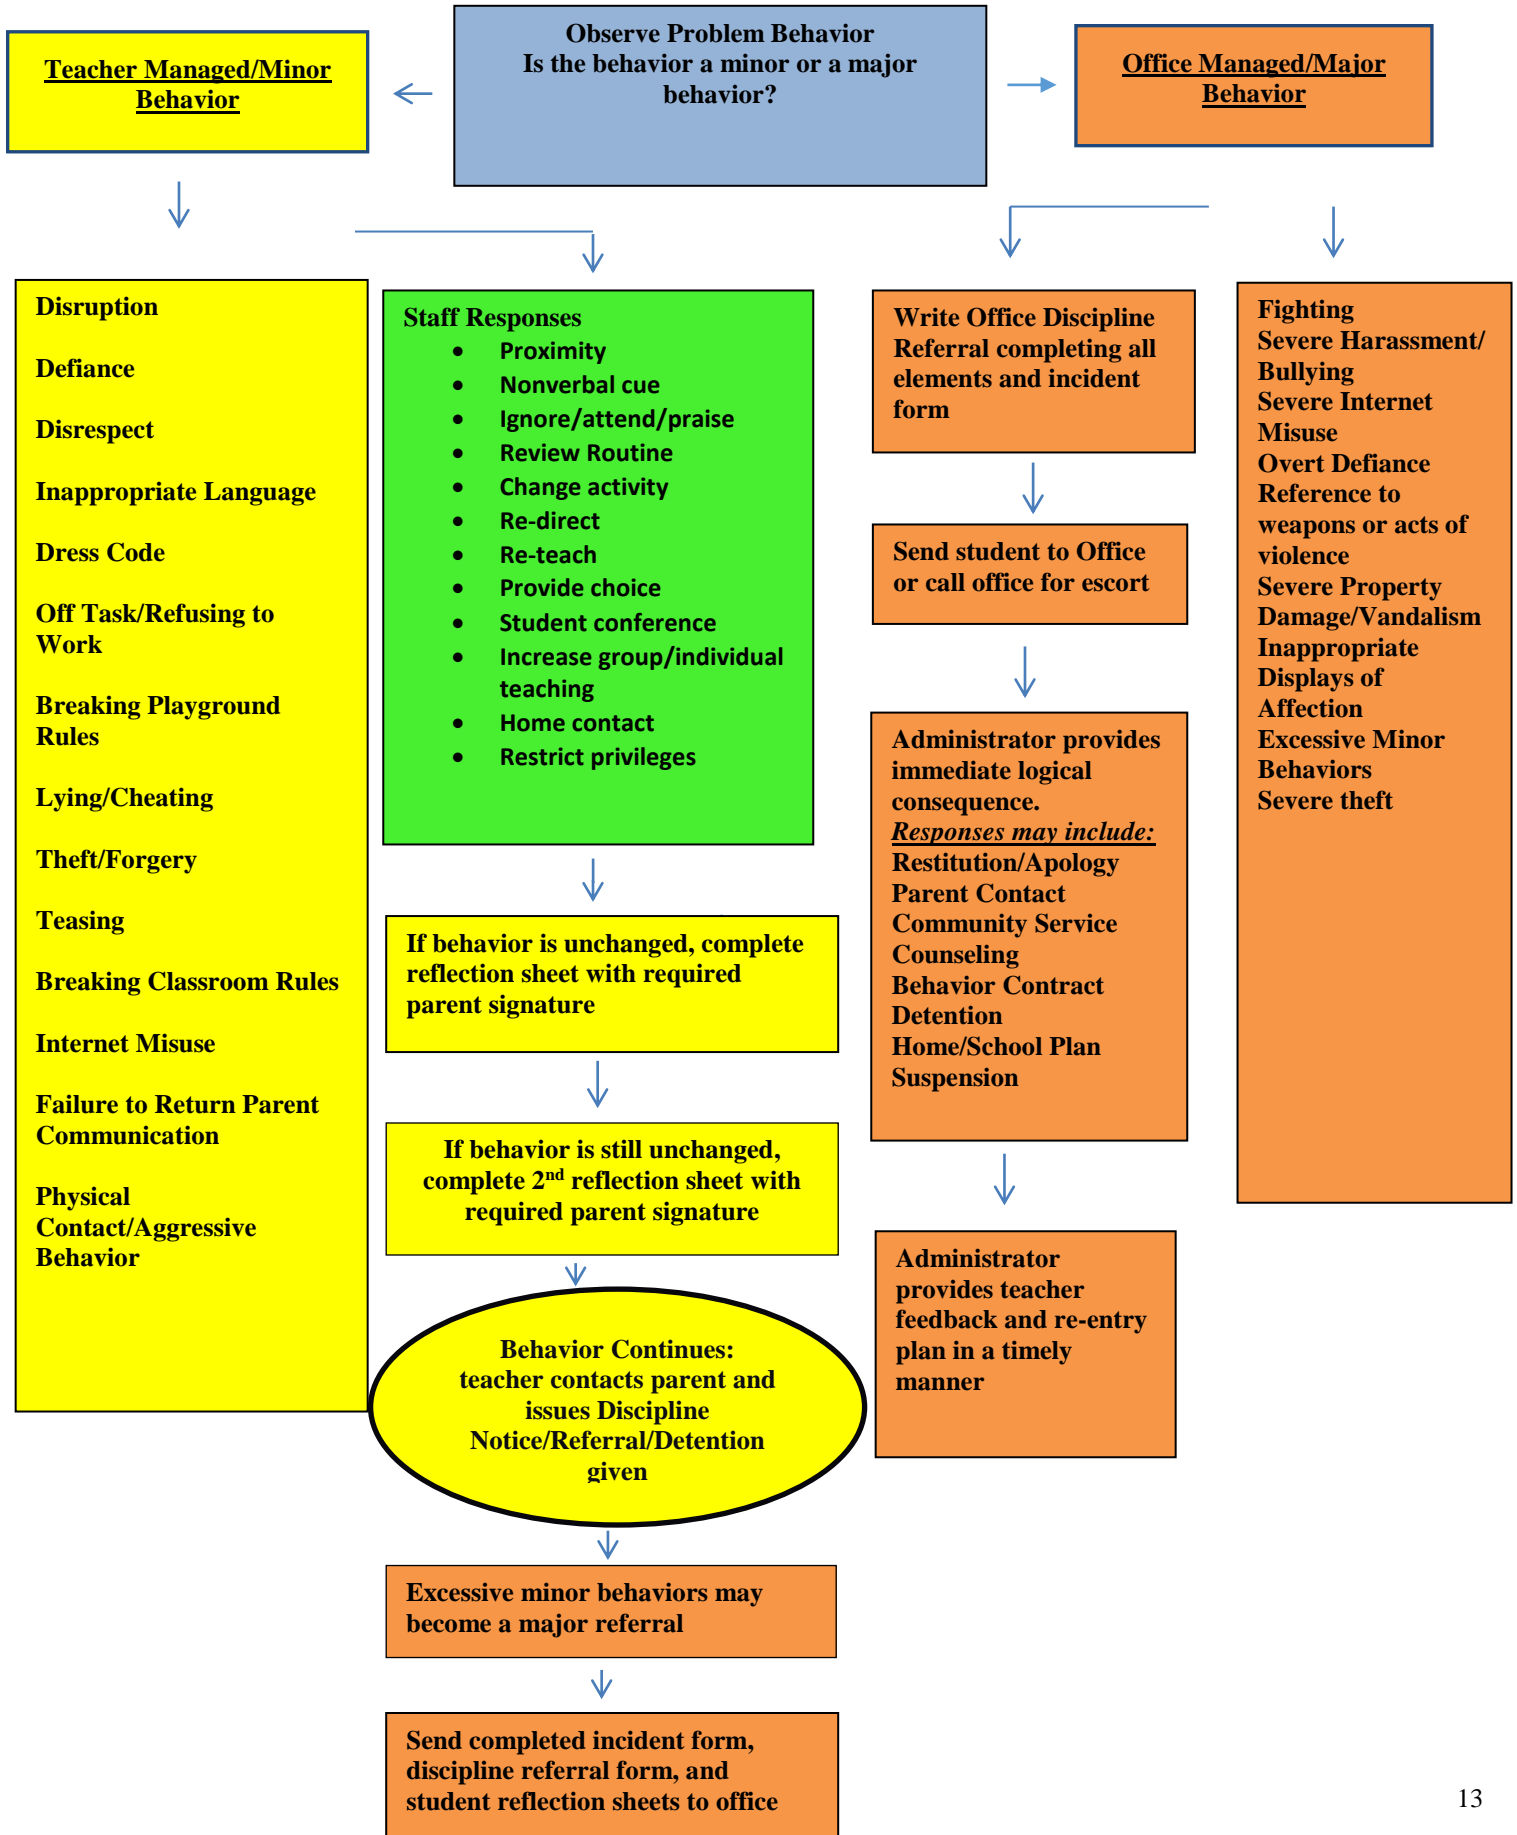 Observe Problem Behavior
Is the behavior a minor or a major
behavior?
Teacher Managed/Minor
Behavior
Office Managed/Major
Behavior
Disruption
Defiance
Disrespect
Inappropriate Language
Dress Code
Off Task/Refusing to
Work
Breaking Playground
Rules
Lying/Cheating
Theft/Forgery
Teasing
Breaking Classroom Rules
Internet Misuse
Failure to Return Parent
Communication
Physical
Contact/Aggressive
Behavior
Staff Responses
• Proximity
• Nonverbal cue
• Ignore/attend/praise
• Review Routine
• Change activity
• Re-direct
• Re-teach
• Provide choice
• Student conference
• Increase group/individual
teaching
• Home contact
• Restrict privileges
If behavior is unchanged, complete
reflection sheet with required
parent signature
If behavior is still unchanged,
complete 2nd reflection sheet with
required parent signature
Behavior Continues:
teacher contacts parent and
issues Discipline
Notice/Referral/Detention
given
Excessive minor behaviors may
become a major referral
Send completed incident form,
discipline referral form, and
student reflection sheets to office
Write Office Discipline
Referral completing all
elements and incident
form
Send student to Office
or call office for escort
Administrator provides
immediate logical
consequence.
Responses may include:
Restitution/Apology
Parent Contact
Community Service
Counseling
Behavior Contract
Detention
Home/School Plan
Suspension
Administrator
provides teacher
feedback and re-entry
plan in a timely
manner
Fighting
Severe Harassment/
Bullying
Severe Internet
Misuse
Overt Defiance
Reference to
weapons or acts of
violence
Severe Property
Damage/Vandalism
Inappropriate
Displays of
Affection
Excessive Minor
Behaviors
Severe theft
13